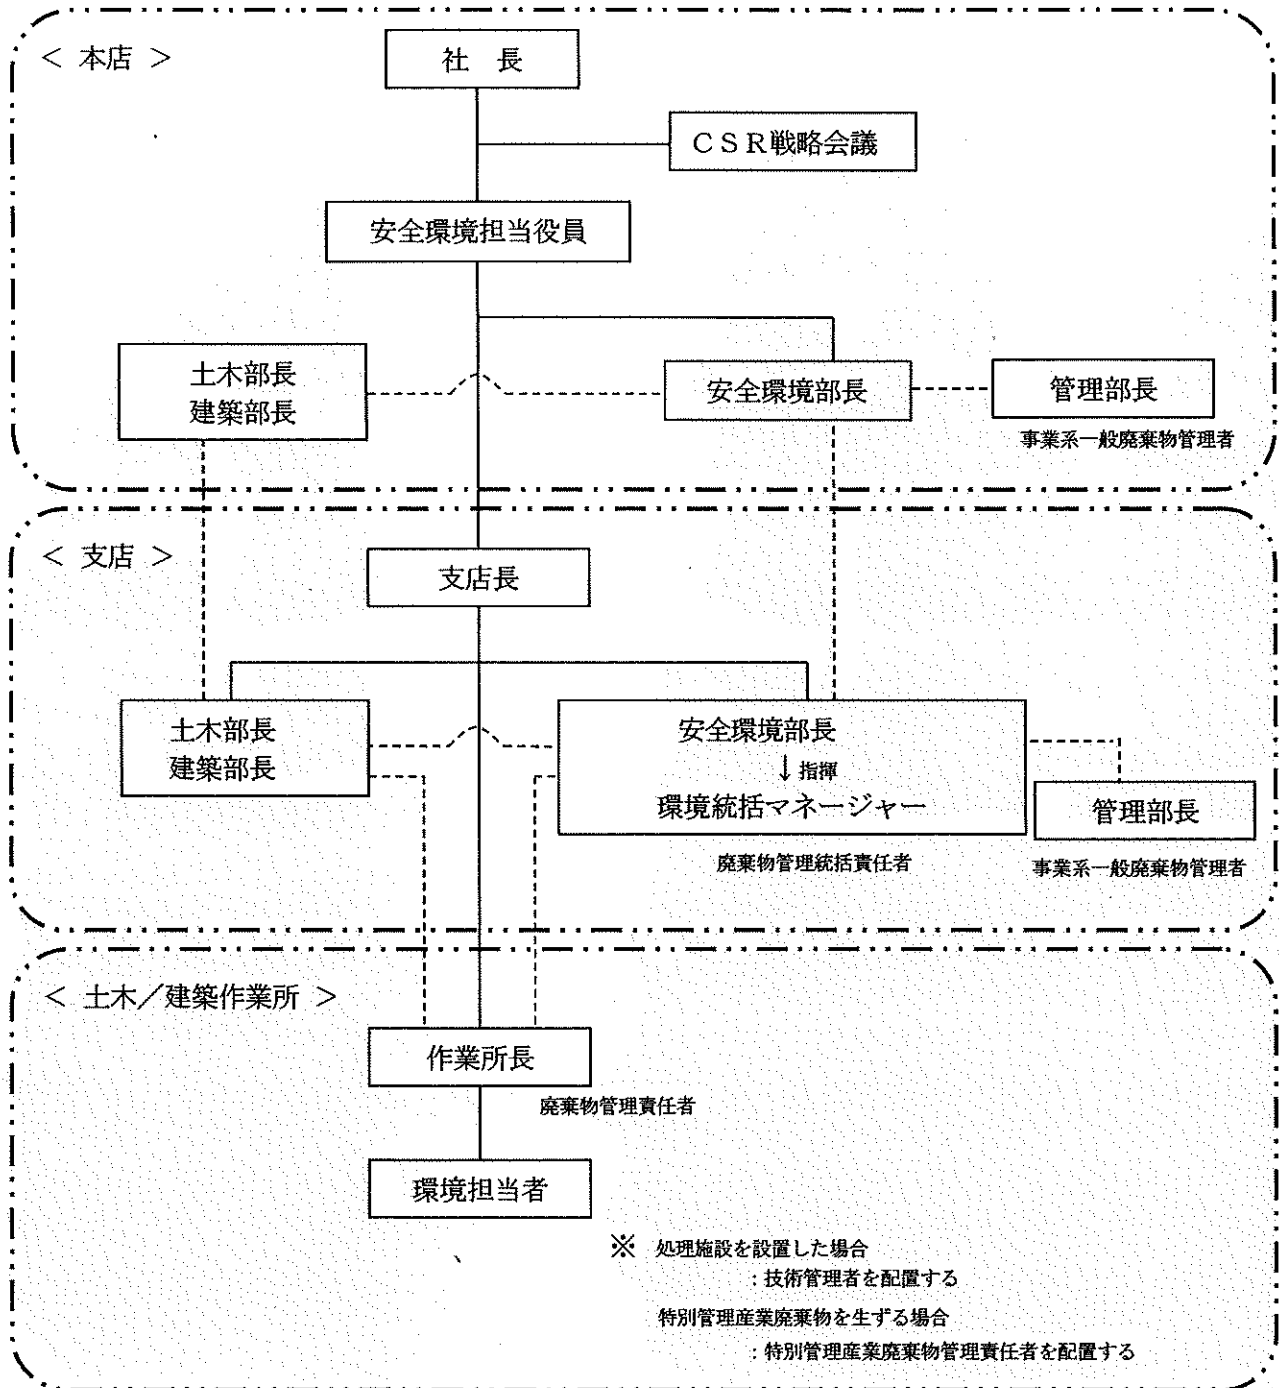 ＜ 本店 ＞
社 長
ＣＳＲ戦略会議
安全環境担当役員
土木部長
建築部長
安全環境部長
管理部長
事業系一般廃棄物管理者
＜ 支店 ＞
支店長
土木部長
建築部長
安全環境部長
↓ 指揮
環境統括マネージャー
廃棄物管理統括責任者
管理部長
事業系一般廃棄物管理者
＜ 土木／建築作業所 ＞
作業所長
廃棄物管理責任者
環境担当者
※ 処理施設を設置した場合
：技術管理者を配置する
特別管理産業廃棄物を生ずる場合
：特別管理産業廃棄物管理責任者を配置する